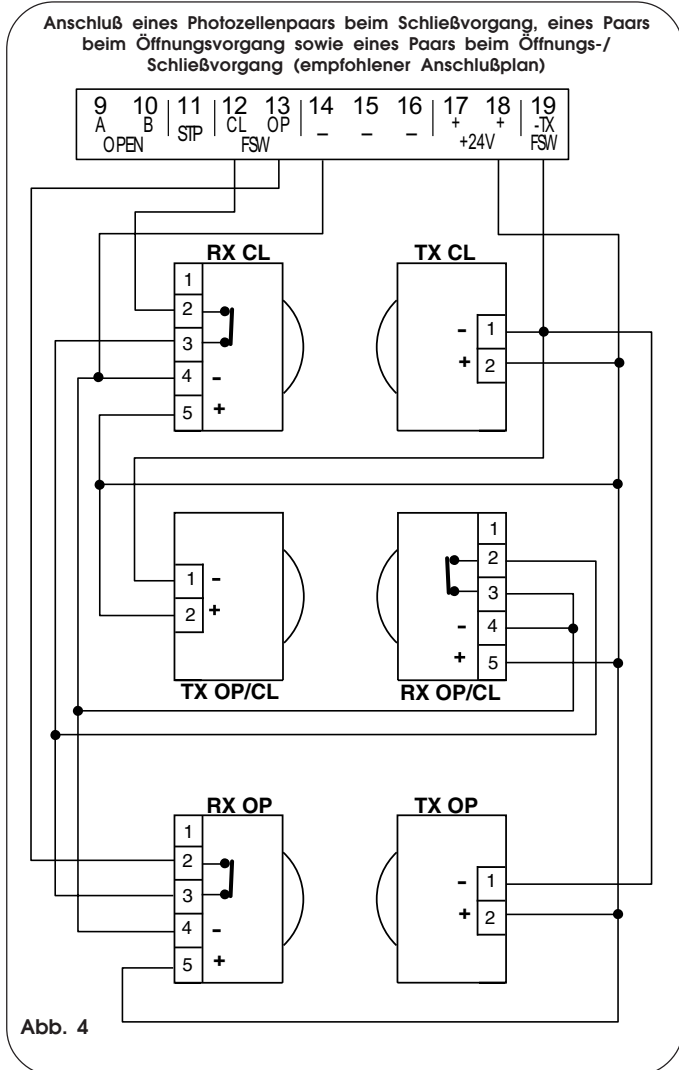 Anschluß eines Photozellenpaars beim Schließvorgang, eines Paars
beim Öffnungsvorgang sowie eines Paars beim Öffnungs-/
Schließvorgang (empfohlener Anschlußplan)
9 10 11 12 13 14 15 16 17 18 19
A B STP CL OP – – – + + -TX
OPEN FSW +24V FSW
RX CL TX CL
1
2
3
4 -
5 +
- 1
+ 2
1 -
2 +
1
2
3
- 4
+ 5
TX OP/CL RX OP/CL
RX OP TX OP
1
2
3
4 -
5 +
- 1
+ 2
Abb. 4